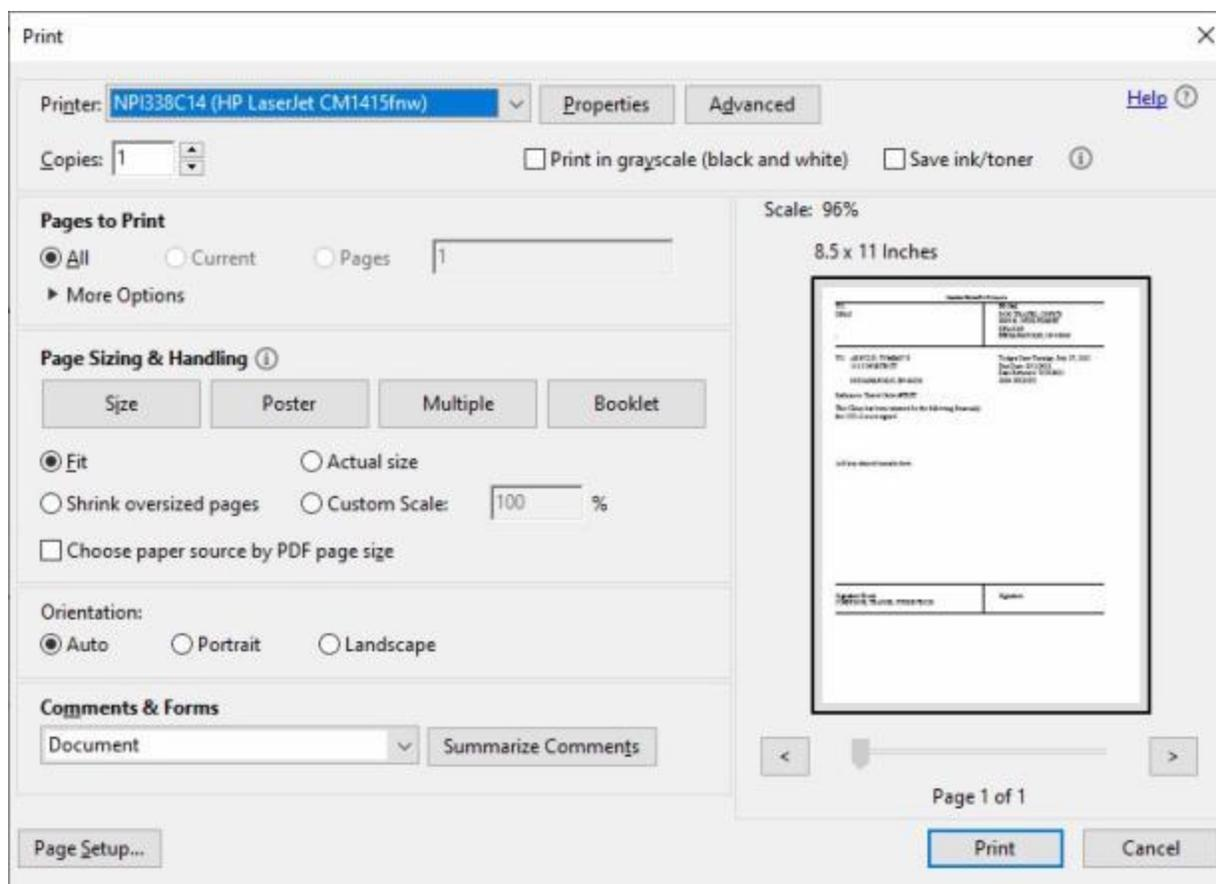 Print
Printer: NPI338C14 (HP LaserJet CM1415fnw) Properties Advanced Help
Copies: 1 Print in grayscale (black and white) Save ink/toner
Pages to Print
All Current Pages 1
More Options
Page Sizing & Handling
Size Poster Multiple Booklet
Fit Actual size
Shrink oversized pages Custom Scale: 100 %
Choose paper source by PDF page size
Orientation:
Auto Portrait Landscape
Comments & Forms
Document Summarize Comments
Page Setup...
Scale: 96%
8.5 x 11 Inches
< >
Page 1 of 1
Print Cancel